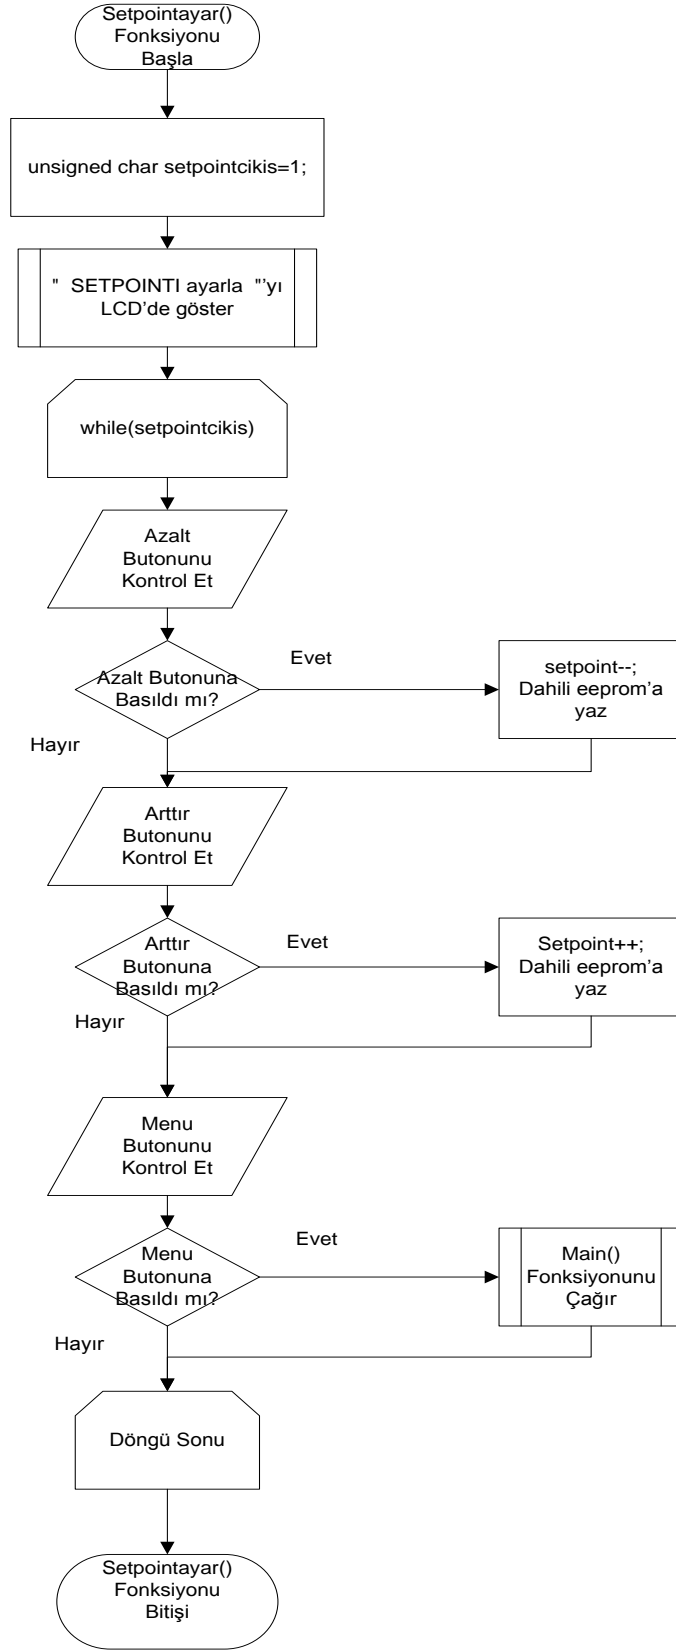 Setpointayar()
Fonksiyonu
Başla
unsigned char setpointcikis=1;
"  SETPOINTI ayarla  "'yı
LCD'de göster
while(setpointcikis)
Azalt
Butonunu
Kontrol Et
Azalt Butonuna
Basıldı mı?
Evet
setpoint--;
Dahili eeprom'a
yaz
Hayır
Arttır
Butonunu
Kontrol Et
Arttır
Butonuna
Basıldı mı?
Evet
Setpoint++;
Dahili eeprom'a
yaz
Hayır
Menu
Butonunu
Kontrol Et
Menu
Butonuna
Basıldı mı?
Evet
Main()
Fonksiyonunu
Çağır
Hayır
Döngü Sonu
Setpointayar()
Fonksiyonu
Bitişi